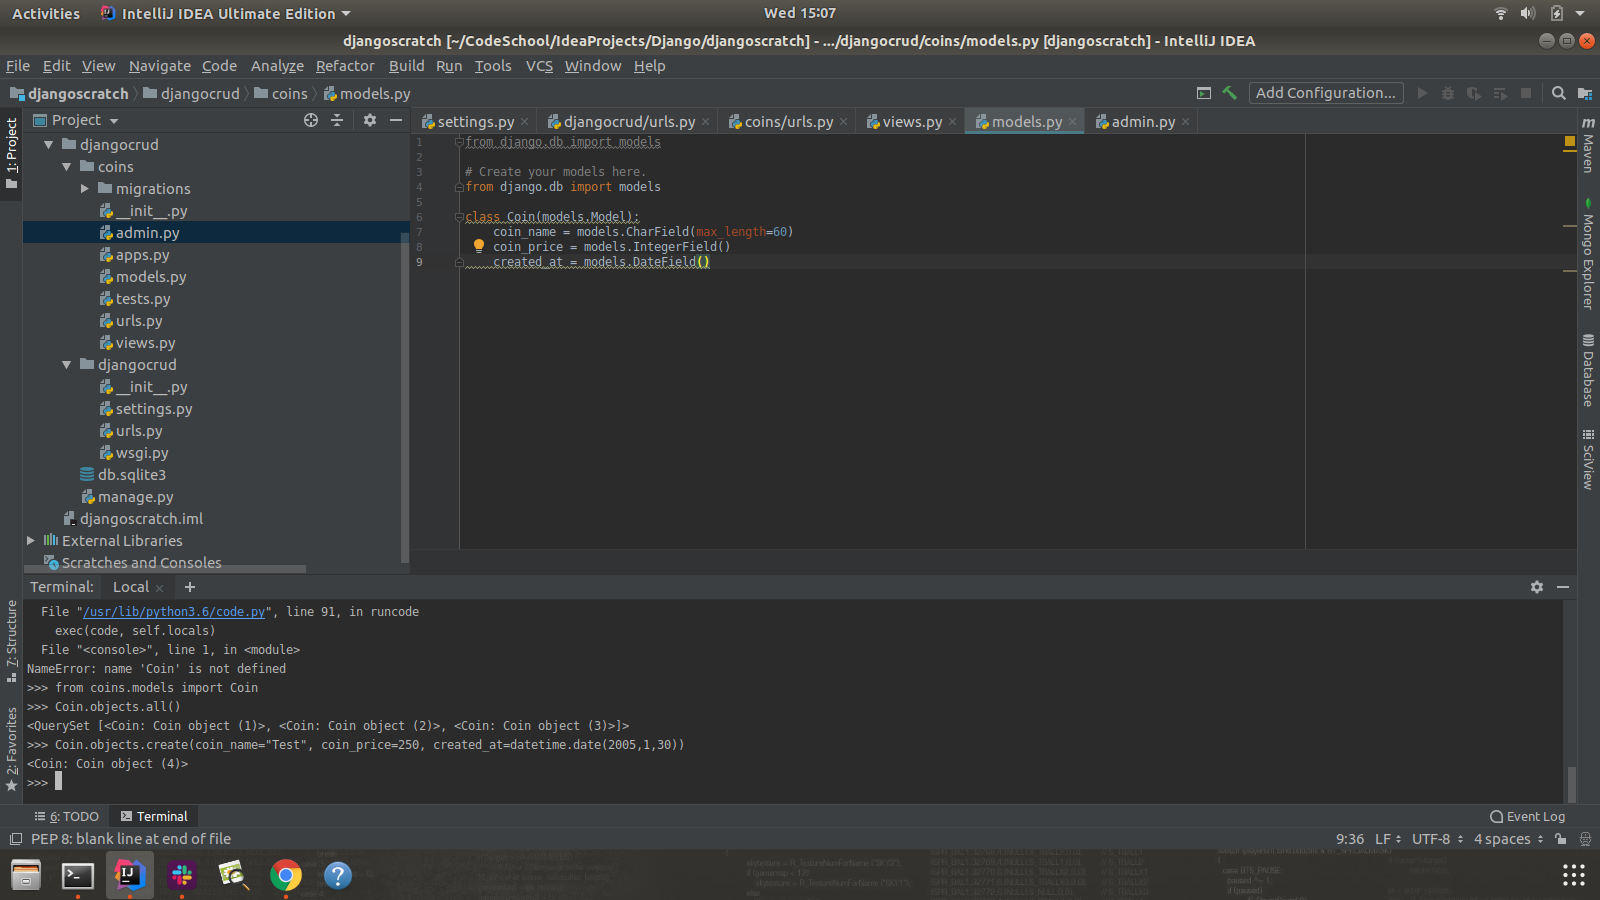 Activities IntelliJ IDEA Ultimate Edition Wed 15:07
djangoscratch [~/CodeSchool/IdeaProjects/Django/djangoscratch] - .../djangocrud/coins/models.py [djangoscratch] - IntelliJ IDEA
File Edit View Navigate Code Analyze Refactor Build Run Tools VCS Window Help
djangoscratch djangocrud coins models.py Add Configuration...
1: Project
Project
djangocrud
coins
migrations
__init__.py
admin.py
apps.py
models.py
tests.py
urls.py
views.py
djangocrud
__init__.py
settings.py
urls.py
wsgi.py
db.sqlite3
manage.py
djangoscratch.iml
External Libraries
Scratches and Consoles
settings.py djangocrud/urls.py coins/urls.py views.py models.py admin.py
1 from django.db import models
2
3 # Create your models here.
4 from django.db import models
5
6 class Coin(models.Model):
7 coin_name = models.CharField(max_length=60)
8 coin_price = models.IntegerField()
9 created_at = models.DateField()
m
Maven
Mongo Explorer
Database
SciView
7: Structure
2: Favorites
Terminal: Local +
File "/usr/lib/python3.6/code.py", line 91, in runcode
exec(code, self.locals)
File "<console>", line 1, in <module>
NameError: name 'Coin' is not defined
>>> from coins.models import Coin
>>> Coin.objects.all()
<QuerySet [<Coin: Coin object (1)>, <Coin: Coin object (2)>, <Coin: Coin object (3)>]>
>>> Coin.objects.create(coin_name="Test", coin_price=250, created_at=datetime.date(2005,1,30))
<Coin: Coin object (4)>
>>>
6: TODO Terminal Event Log
PEP 8: blank line at end of file 9:36 LF UTF-8 4 spaces